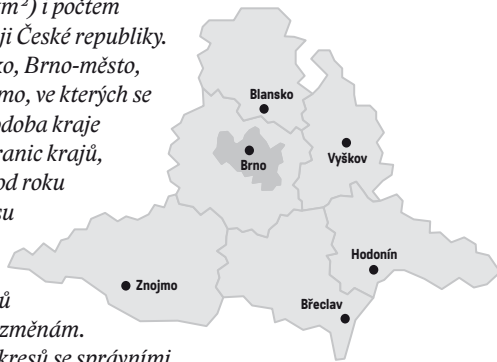 km²) i počtem
ji České republiky.
ko, Brno-město,
mo, ve kterých se
odoba kraje
ranic krajů,
od roku
su
ů
změnám.
kresů se správními
Blansko
Brno
Vyškov
Hodonín
Znojmo
Břeclav